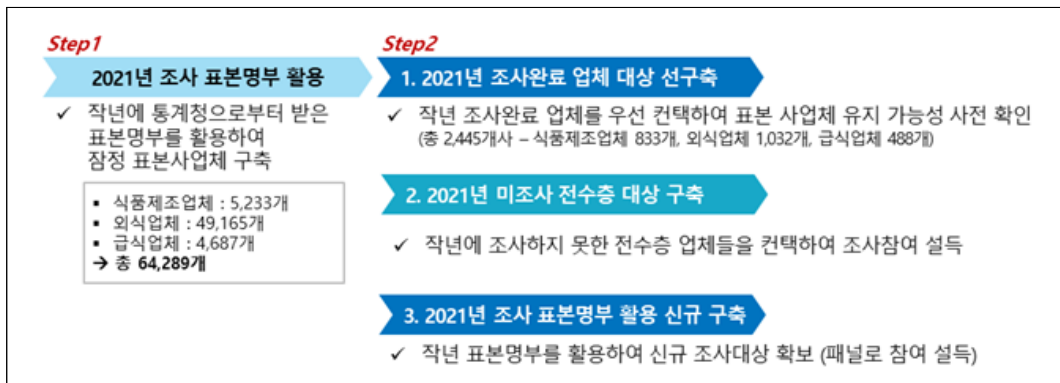 Step1
2021년 조사 표본명부 활용
✓ 작년에 통계청으로부터 받은
표본명부를 활용하여
잠정 표본사업체 구축
▪ 식품제조업체 : 5,233개
▪ 외식업체 : 49,165개
▪ 급식업체 : 4,687개
→ 총 64,289개
Step2
1. 2021년 조사완료 업체 대상 선구축
✓ 작년 조사완료 업체를 우선 컨택하여 표본 사업체 유지 가능성 사전 확인
(총 2,445개사 – 식품제조업체 833개, 외식업체 1,032개, 급식업체 488개)
2. 2021년 미조사 전수층 대상 구축
✓ 작년에 조사하지 못한 전수층 업체들을 컨택하여 조사참여 설득
3. 2021년 조사 표본명부 활용 신규 구축
✓ 작년 표본명부를 활용하여 신규 조사대상 확보 (패널로 참여 설득)